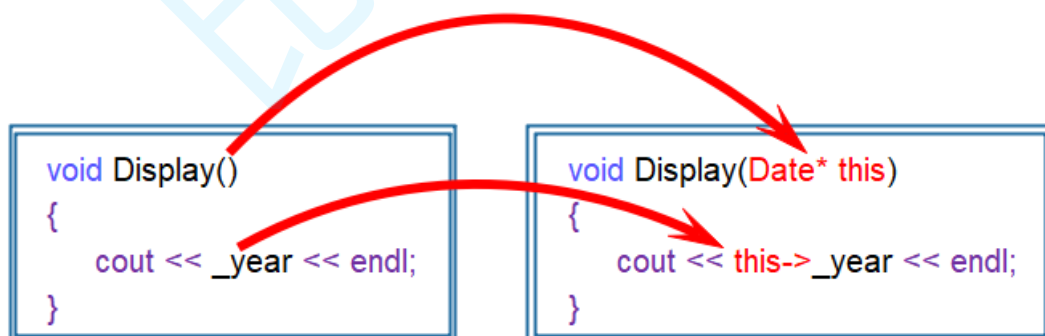 void Display()
{
cout << _year << endl;
}
void Display(Date* this)
{
cout << this->_year << endl;
}